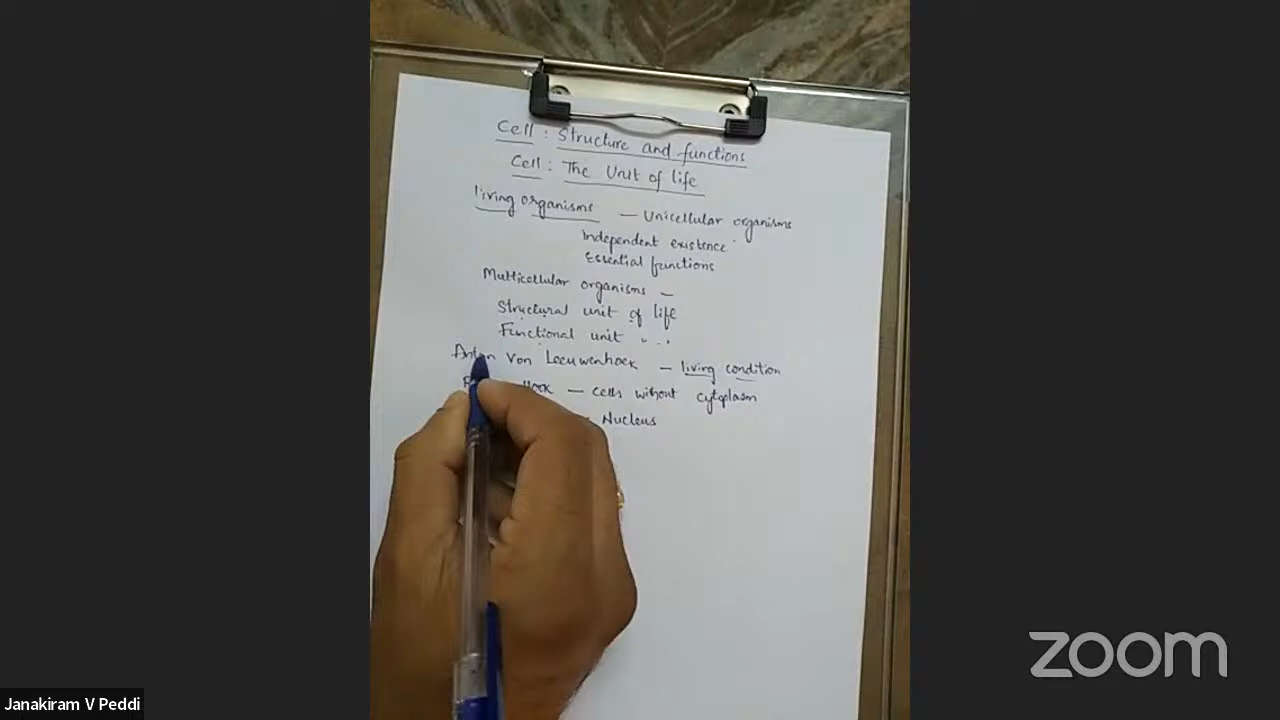 Cell : Structure and functions
Cell : The Unit of life
living organisms — Unicellular organisms
Independent existence
Essential functions
Multicellular organisms —
Structural unit of life
Functional unit " . . "
Anton Von Leeuwenhoek — living condition
— cells without cytoplasm
Nucleus
zoom
Janakiram V Peddi